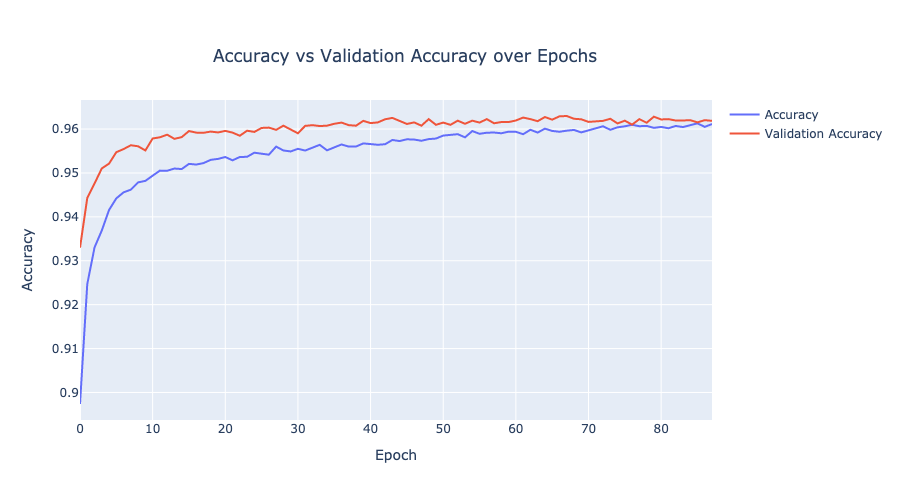 Accuracy vs Validation Accuracy over Epochs
Accuracy
Validation Accuracy
0.96
0.95
0.94
0.93
0.92
0.91
0.9
Accuracy
0 10 20 30 40 50 60 70 80
Epoch